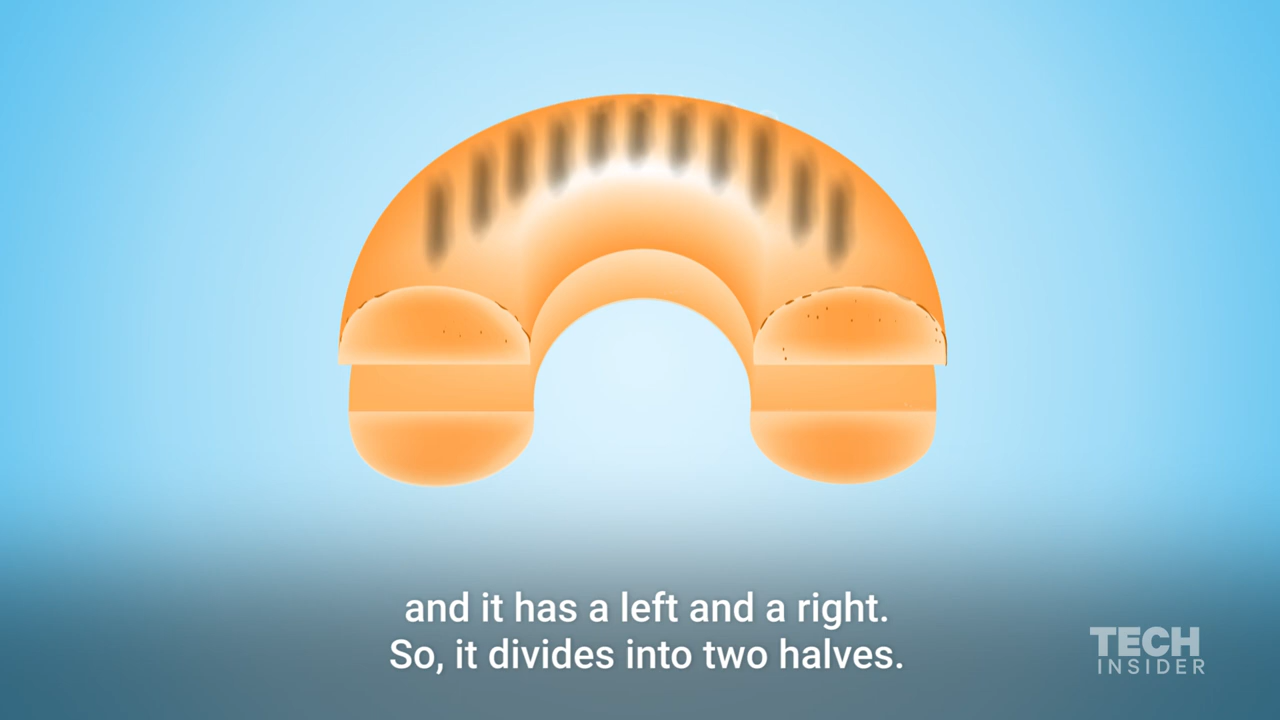 and it has a left and a right.
So, it divides into two halves.
TECH
INSIDER